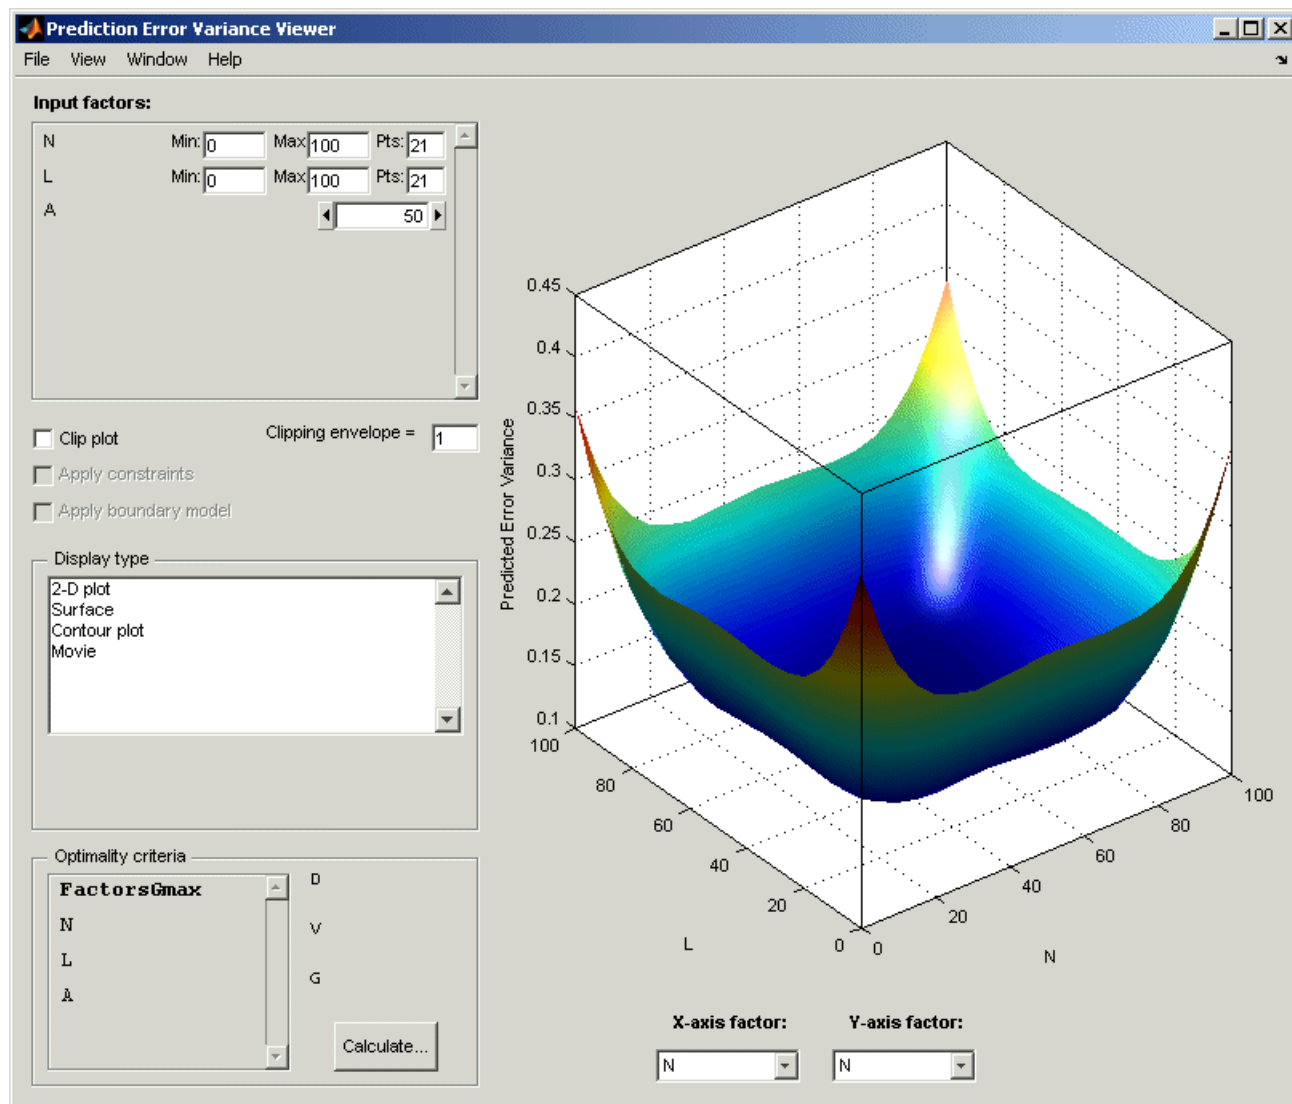 Prediction Error Variance Viewer
File View Window Help
Input factors:
N Min: 0 Max 100 Pts: 21
L Min: 0 Max 100 Pts: 21
A 50
Clip plot Clipping envelope = 1
Apply constraints
Apply boundary model
Display type
2-D plot
Surface
Contour plot
Movie
Optimality criteria
FactorsGmax
N
L
A
D
V
G
Calculate...
Predicted Error Variance
0.45
0.4
0.35
0.3
0.25
0.2
0.15
0.1
100
80
60
40
20
0
L
0
20
40
60
80
100
N
X-axis factor: Y-axis factor:
N N